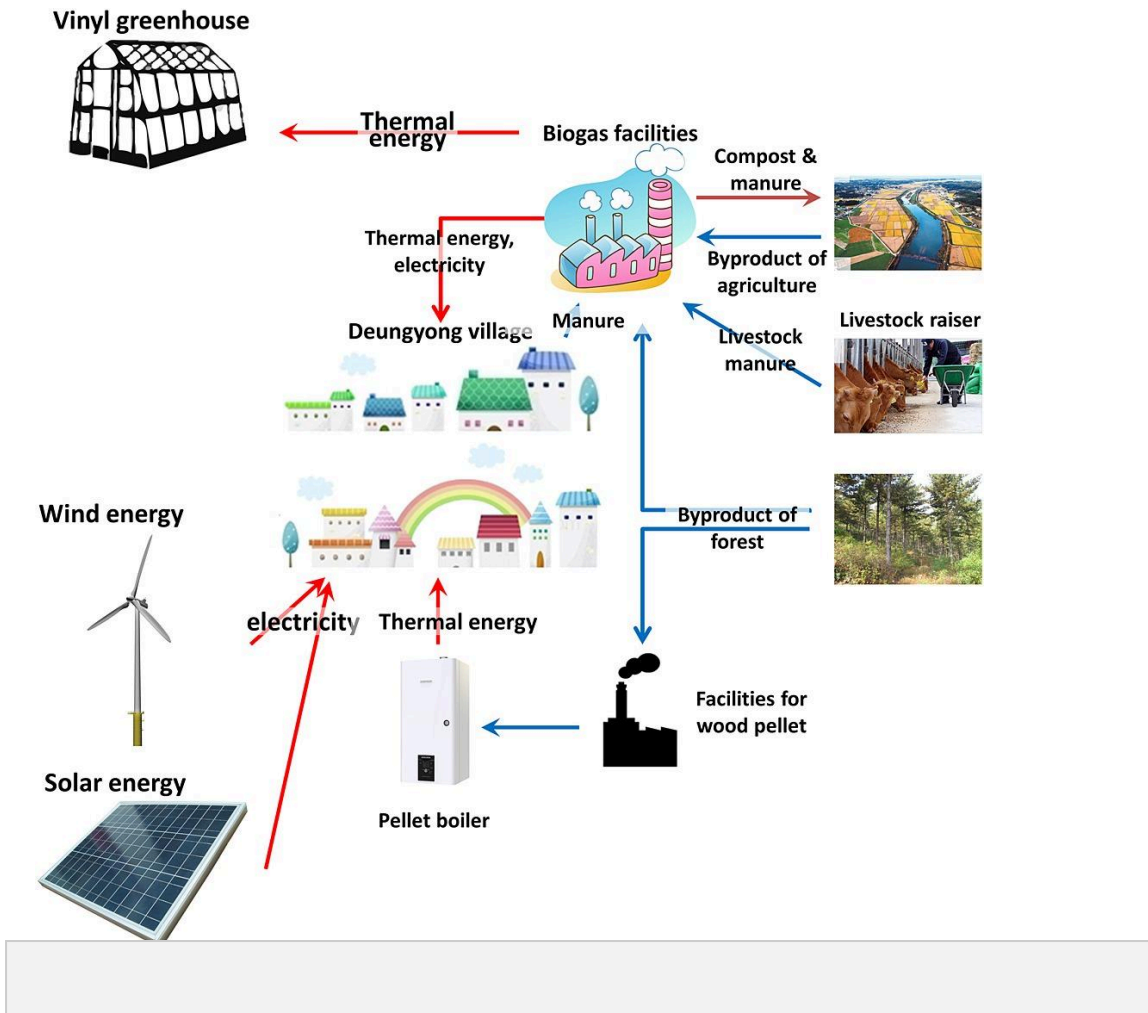 Vinyl greenhouse
Thermal
energy
Biogas facilities
Compost &
manure
Thermal energy,
electricity
Byproduct of
agriculture
Deungyong village
Manure
Livestock
manure
Livestock raiser
Wind energy
Byproduct of
forest
electricity
Thermal energy
Facilities for
wood pellet
Solar energy
Pellet boiler